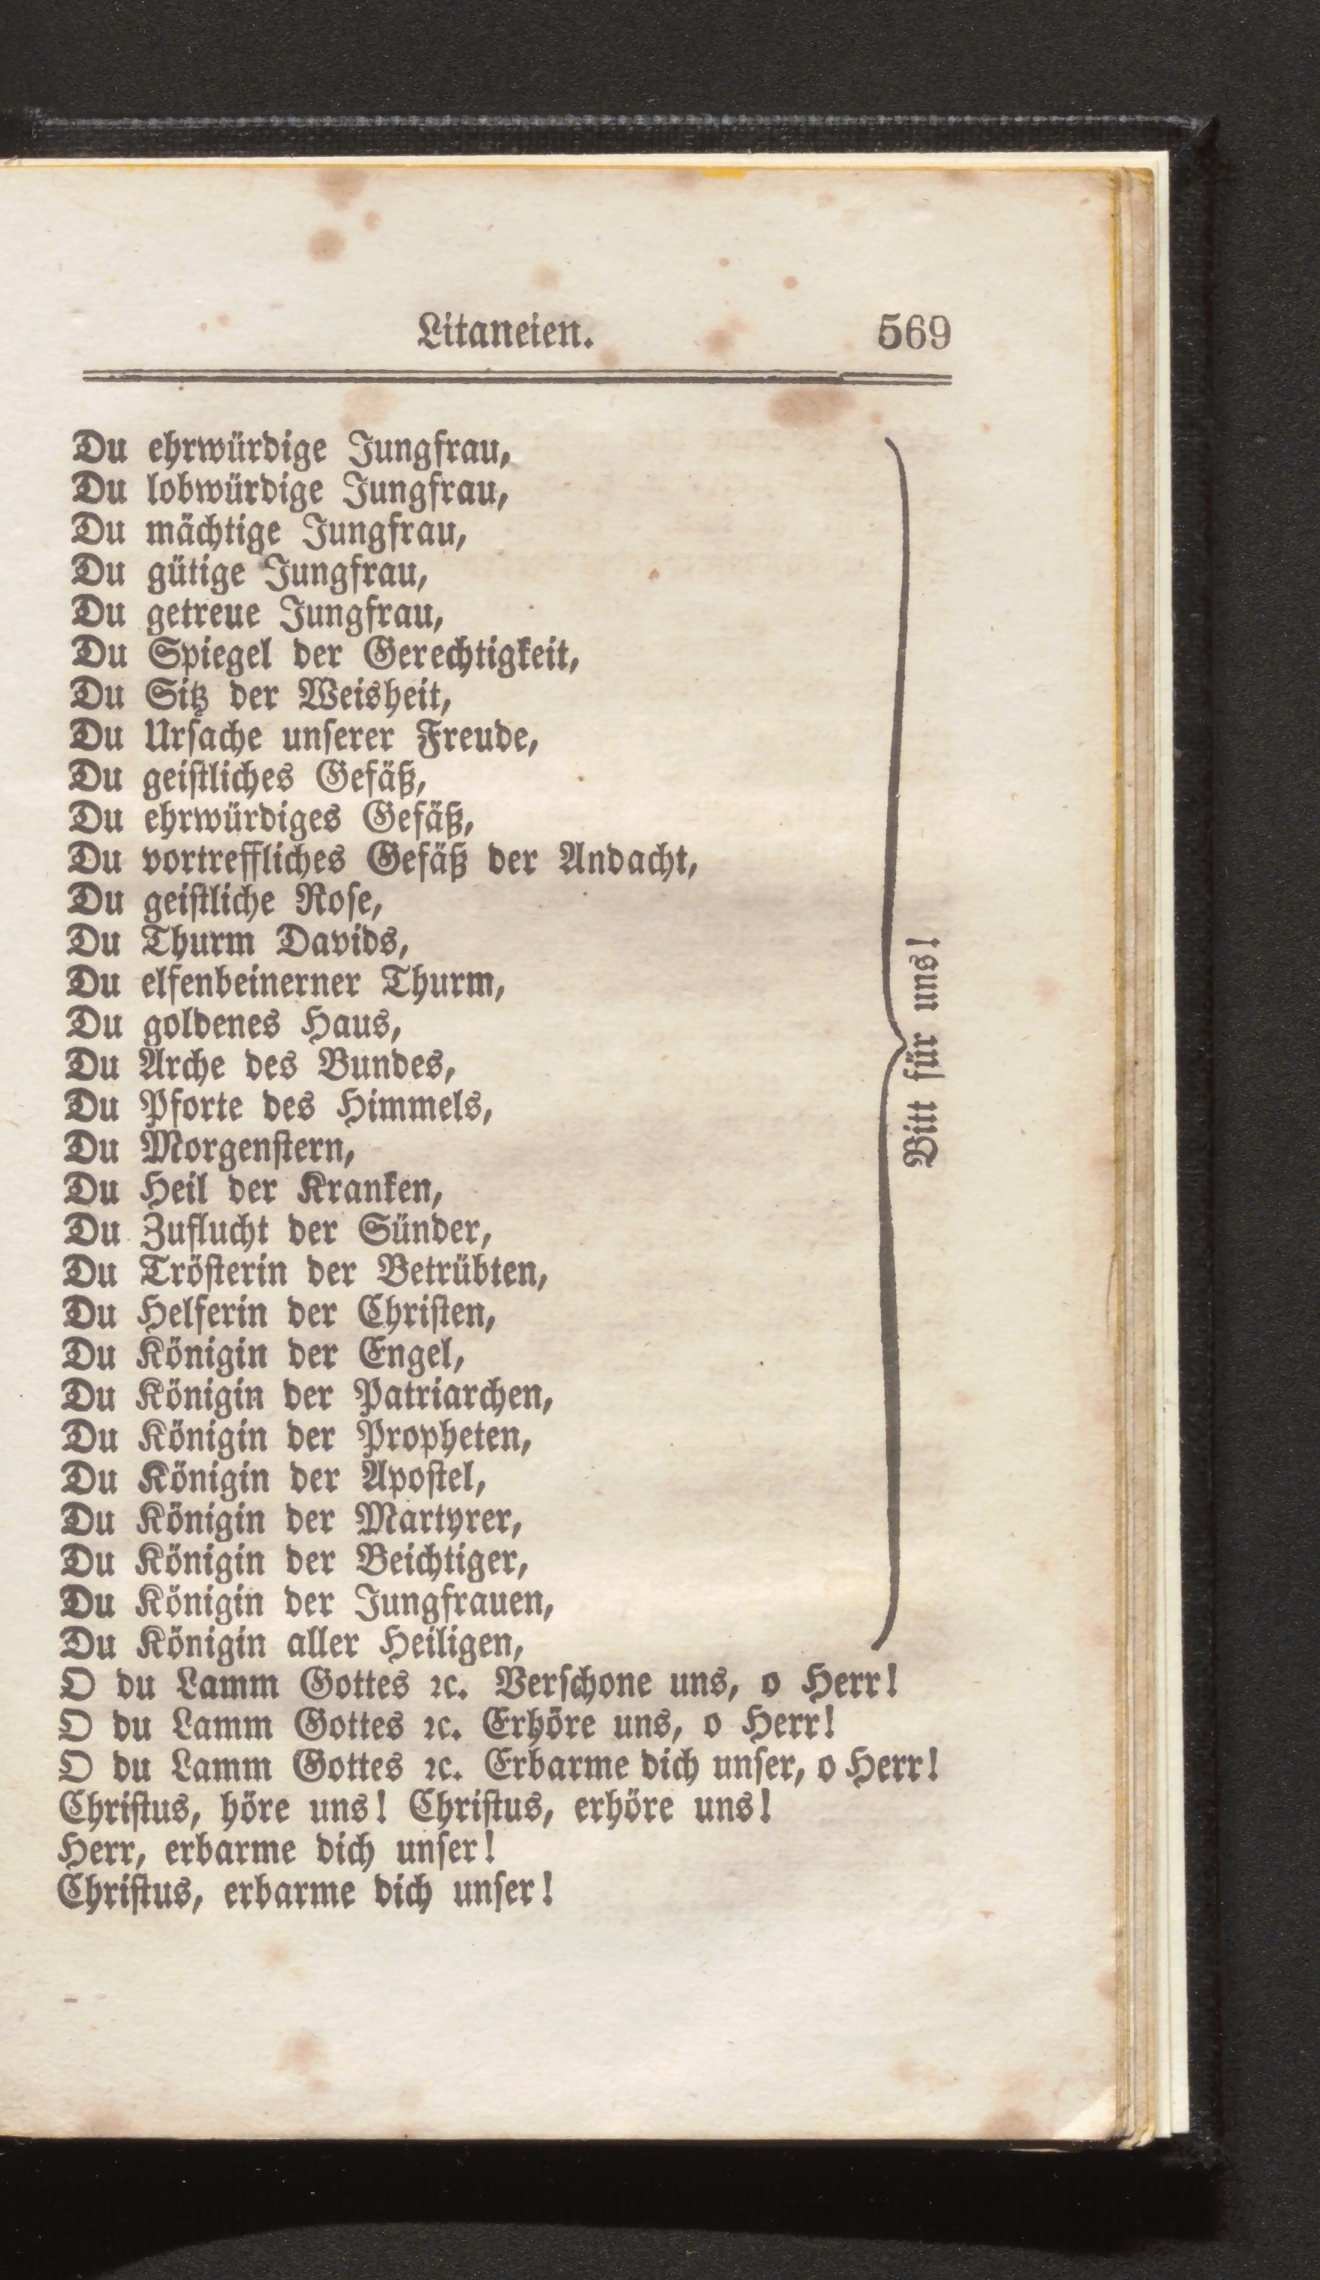 Litaneien. 569
Du ehrwürdige Jungfrau,
Du lobwürdige Jungfrau,
Du mächtige Jungfrau,
Du gütige Jungfrau,
Du getreue Jungfrau,
Du Spiegel der Gerechtigkeit,
Du Sitz der Weisheit,
Du Ursache unserer Freude,
Du geistliches Gefäß,
Du ehrwürdiges Gefäß,
Du vortreffliches Gefäß der Andacht,
Du geistliche Rose,
Du Thurm Davids,
Du elfenbeinerner Thurm,
Du goldenes Haus,
Du Arche des Bundes,
Du Pforte des Himmels,
Du Morgenstern,
Du Heil der Kranken,
Du Zuflucht der Sünder,
Du Trösterin der Betrübten,
Du Helferin der Christen,
Du Königin der Engel,
Du Königin der Patriarchen,
Du Königin der Propheten,
Du Königin der Apostel,
Du Königin der Martyrer,
Du Königin der Beichtiger,
Du Königin der Jungfrauen,
Du Königin aller Heiligen,
Bitt für uns!
O du Lamm Gottes ꝛc. Verschone uns, o Herr!
O du Lamm Gottes ꝛc. Erhöre uns, o Herr!
O du Lamm Gottes ꝛc. Erbarme dich unser, o Herr!
Christus, höre uns! Christus, erhöre uns!
Herr, erbarme dich unser!
Christus, erbarme dich unser!